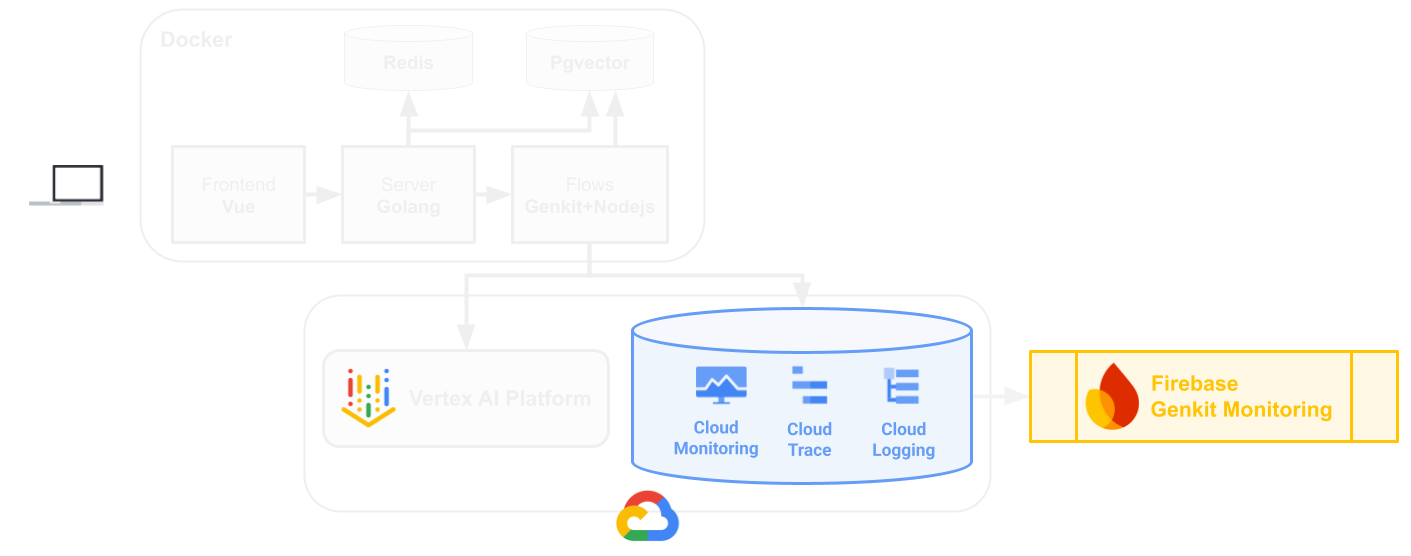 Docker
Redis
Pgvector
Frontend
Vue
Server
Golang
Flows
Genkit+Nodejs
Vertex AI Platform
Cloud
Monitoring
Cloud
Trace
Cloud
Logging
Firebase
Genkit Monitoring